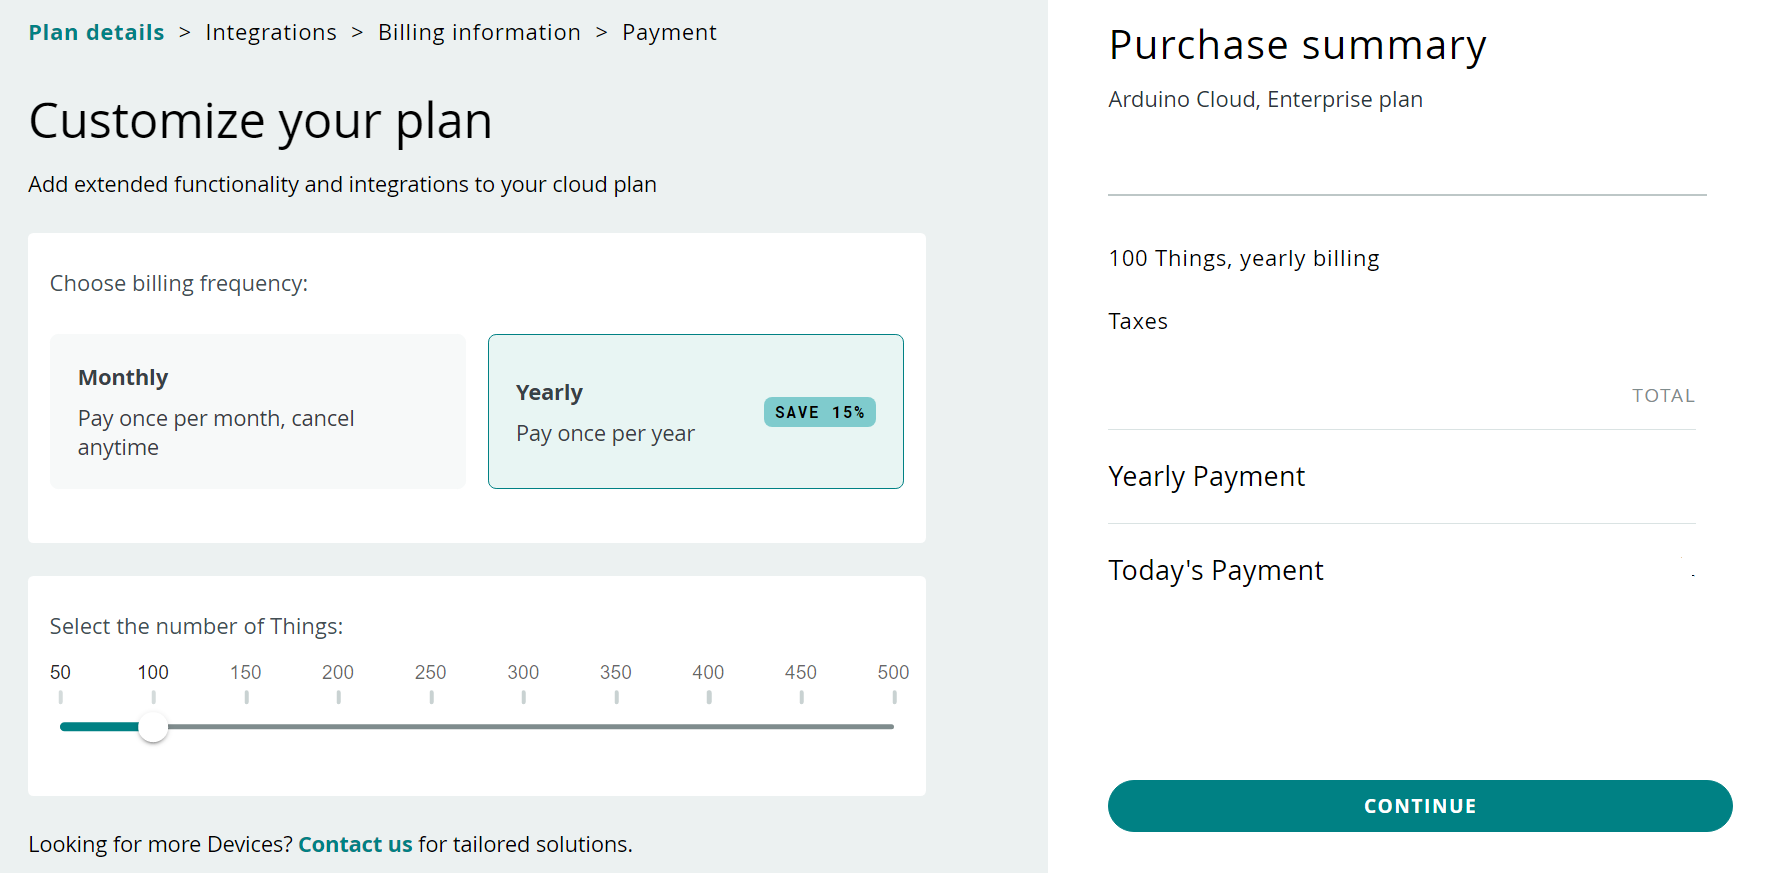 Plan details > Integrations > Billing information > Payment
Customize your plan
Add extended functionality and integrations to your cloud plan
Choose billing frequency:
Monthly
Pay once per month, cancel
anytime
Yearly
Pay once per year
SAVE 15%
Select the number of Things:
50 100 150 200 250 300 350 400 450 500
Looking for more Devices? Contact us for tailored solutions.
Purchase summary
Arduino Cloud, Enterprise plan
100 Things, yearly billing
Taxes
TOTAL
Yearly Payment
Today's Payment
CONTINUE